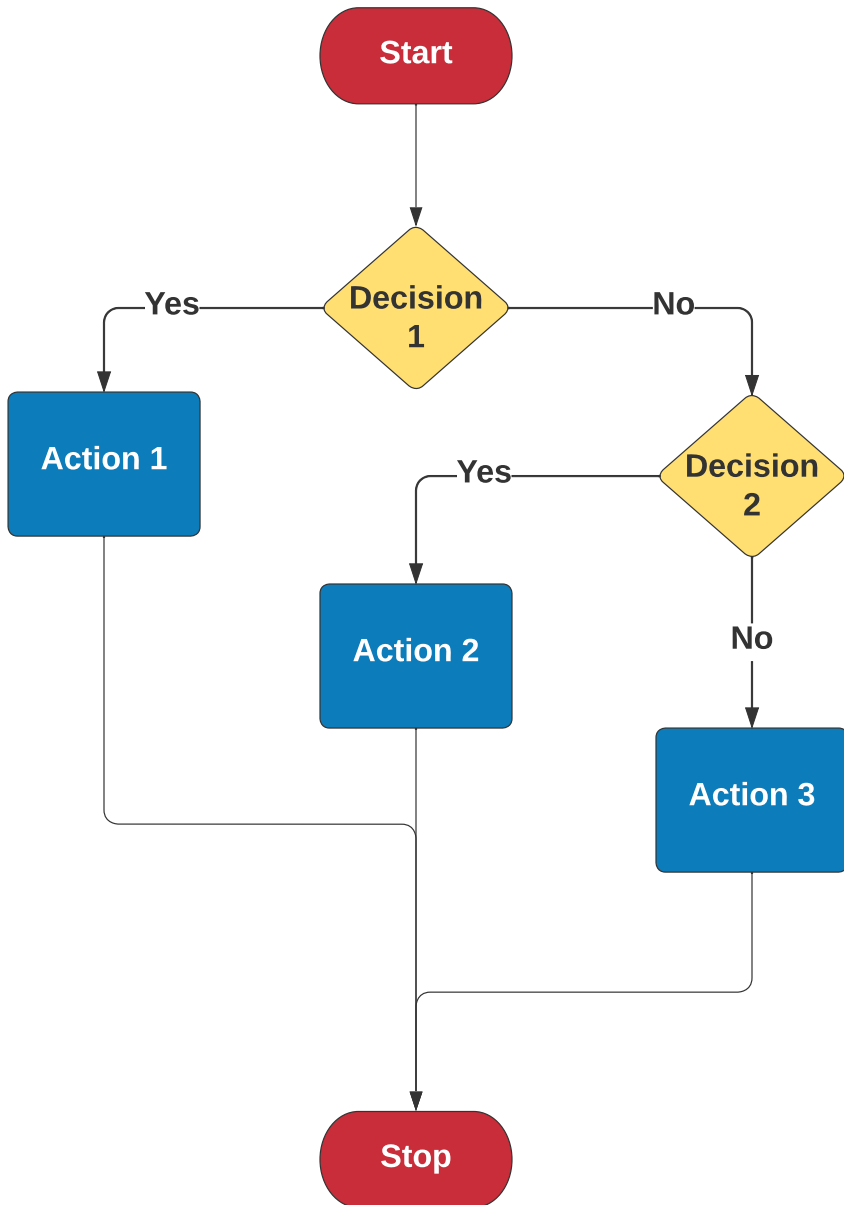 Start
Decision
1
Yes
No
Action 1
Decision
2
Yes
Action 2
No
Action 3
Stop